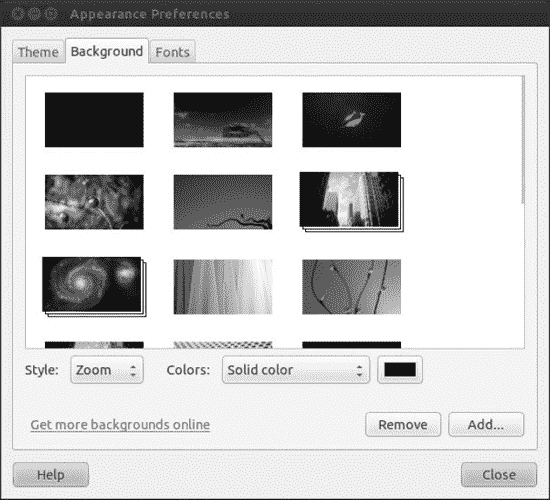 Appearance Preferences
Theme Background Fonts
Style: Zoom Colors: Solid color
Get more backgrounds online Remove Add...
Help Close